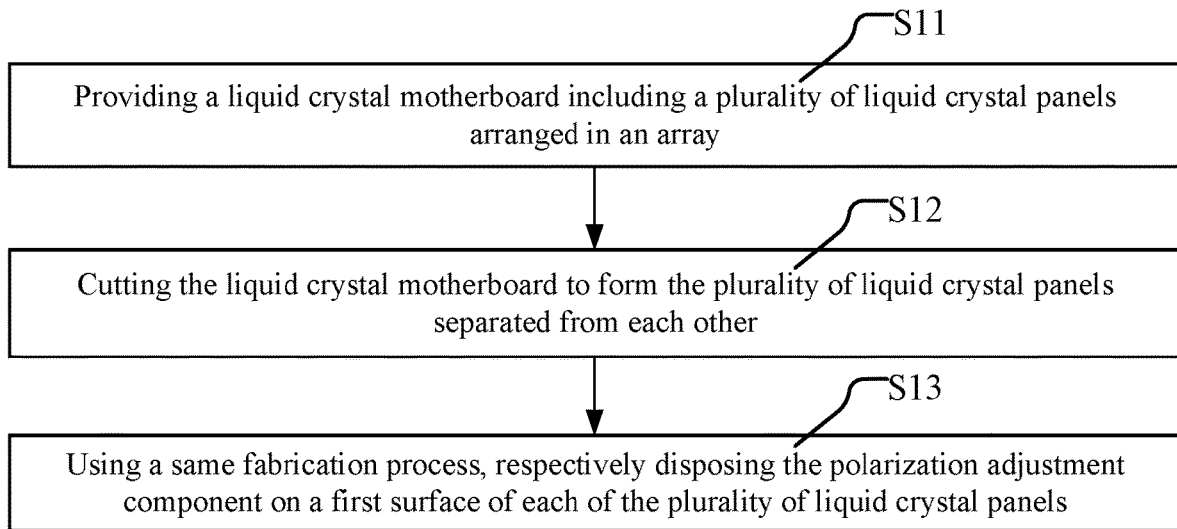 S11
Providing a liquid crystal motherboard including a plurality of liquid crystal panels
arranged in an array
S12
Cutting the liquid crystal motherboard to form the plurality of liquid crystal panels
separated from each other
S13
Using a same fabrication process, respectively disposing the polarization adjustment
component on a first surface of each of the plurality of liquid crystal panels